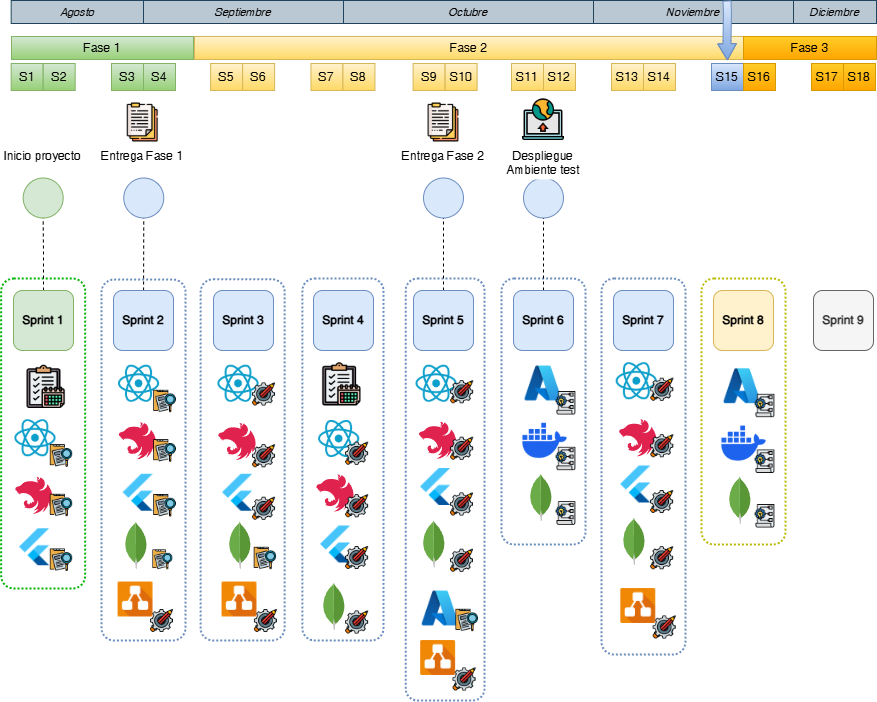 Agosto
Septiembre
Octubre
Noviembre
Diciembre
Fase 1
Fase 2
Fase 3
S1 S2
S3 S4
S5 S6
S7 S8
S9 S10
S11 S12
S13 S14
S15 S16
S17 S18
Inicio proyecto
Entrega Fase 1
Entrega Fase 2
Despliegue
Ambiente test
Sprint 1
Sprint 2
Sprint 3
Sprint 4
Sprint 5
Sprint 6
Sprint 7
Sprint 8
Sprint 9